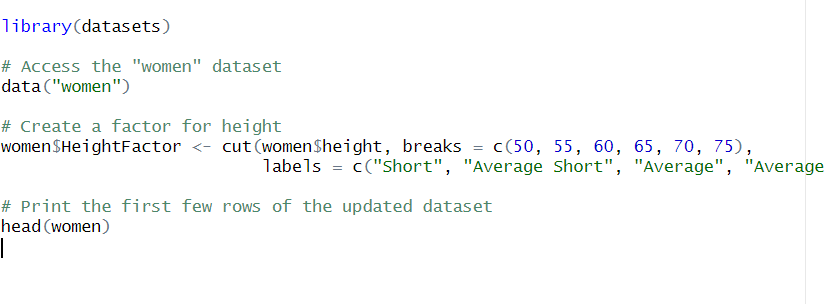 library(datasets)
# Access the "women" dataset
data("women")
# Create a factor for height
women$HeightFactor <- cut(women$height, breaks = c(50, 55, 60, 65, 70, 75),
labels = c("Short", "Average Short", "Average", "Average
# Print the first few rows of the updated dataset
head(women)